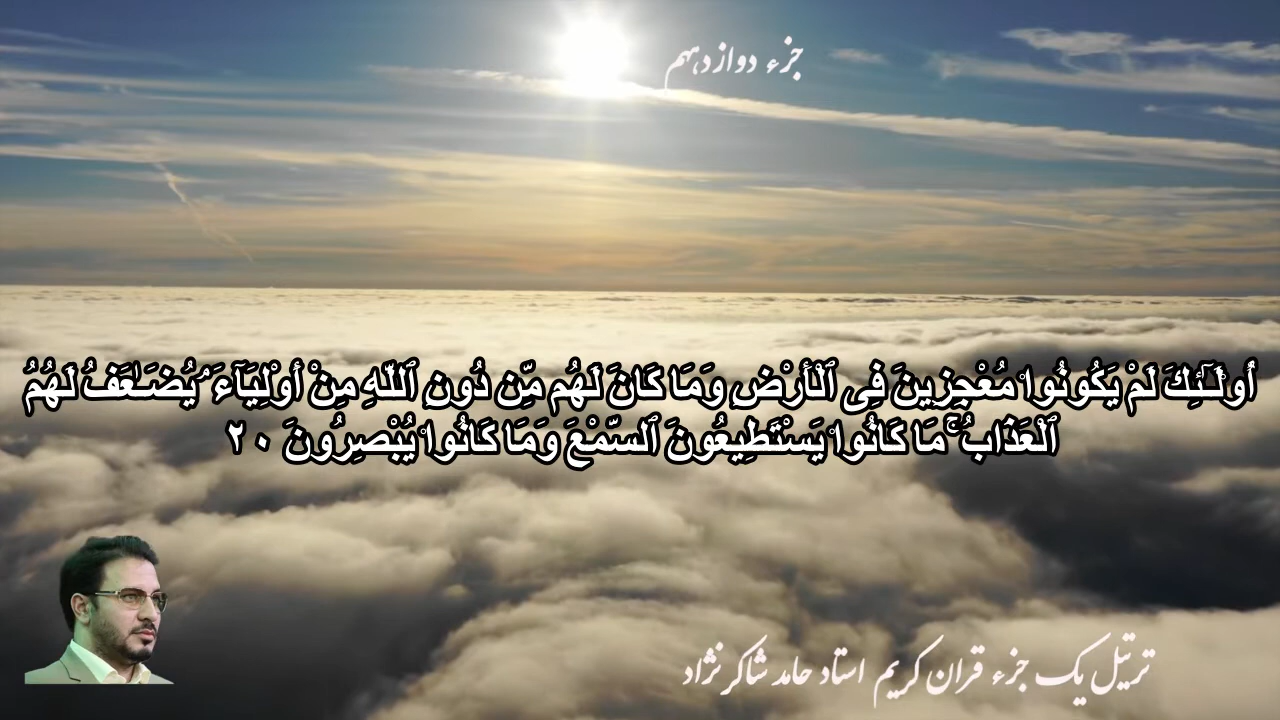 جزء دوازدهم
أُو۟لَـٰٓئِكَ لَمْ يَكُونُوا۟ مُعْجِزِينَ فِى ٱلْأَرْضِ وَمَا كَانَ لَهُم مِّن دُونِ ٱللَّهِ مِنْ أَوْلِيَآءَ ۘ يُضَـٰعَفُ لَهُمُ
ٱلْعَذَابُ ۚ مَا كَانُوا۟ يَسْتَطِيعُونَ ٱلسَّمْعَ وَمَا كَانُوا۟ يُبْصِرُونَ ٢٠
ترتیل یک جزء قران کریم استاد حامد شاکرنژاد